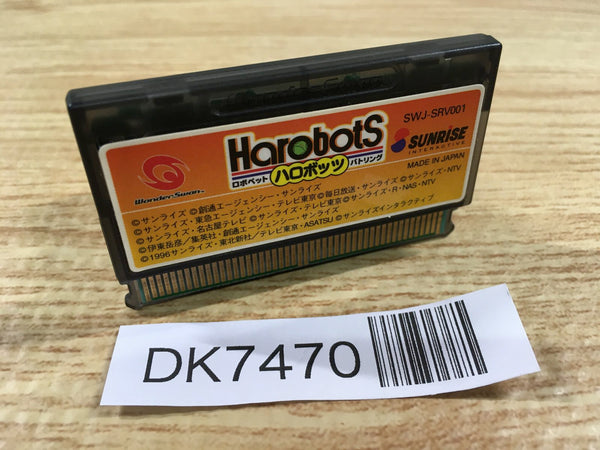 WonderSwan
SWJ-SRV001
HarobotS
ロボペット ハロボッツ バトリング
WonderSwan™
SUNRISE
INTERACTIVE
MADE IN JAPAN
©サンライズ ©創通エージェンシー・サンライズ
©サンライズ・東急エージェンシー・テレビ東京 ©毎日放送・サンライズ ©サンライズ・NTV
©サンライズ・名古屋テレビ ©サンライズ・テレビ東京 ©サンライズ・R・NAS・NTV
©伊東岳彦/集英社・創通エージェンシー・サンライズ
©1996サンライズ・東北新社/テレビ東京・ASATSU ©サンライズインタラクティブ
DK7470